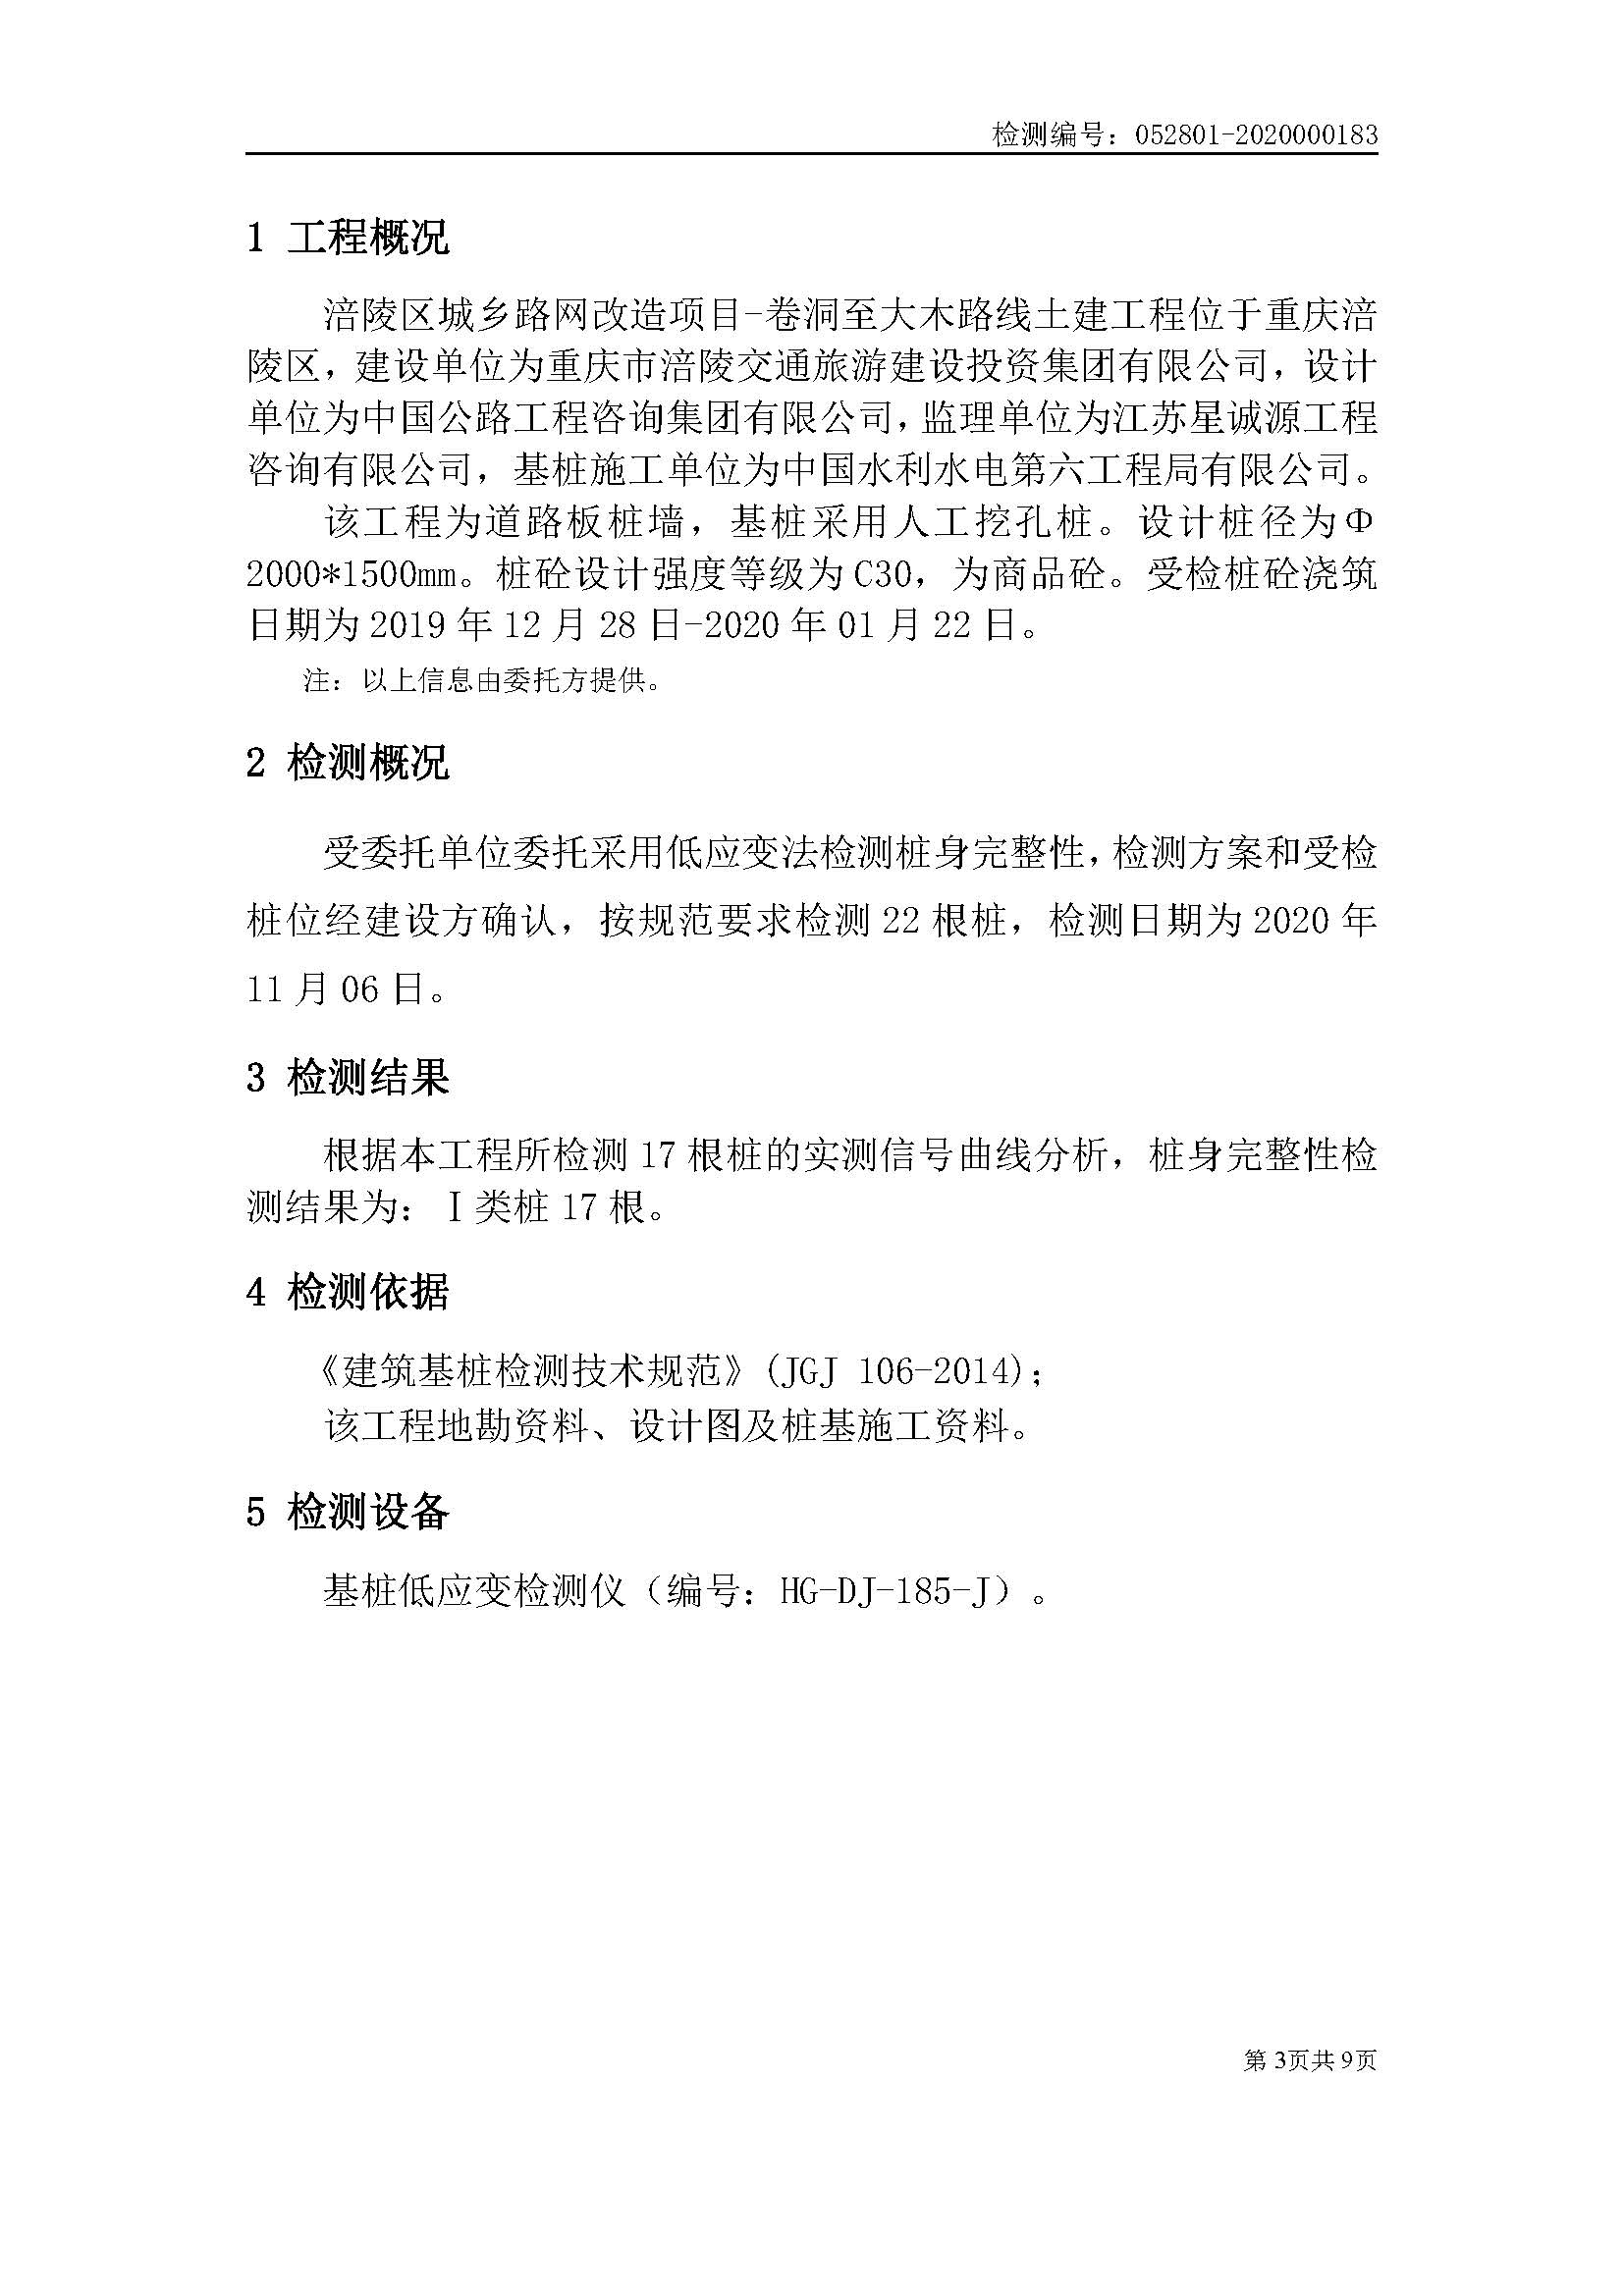 检测编号：052801-2020000183
1 工程概况
涪陵区城乡路网改造项目-卷洞至大木路线土建工程位于重庆涪
陵区，建设单位为重庆市涪陵交通旅游建设投资集团有限公司，设计
单位为中国公路工程咨询集团有限公司，监理单位为江苏星诚源工程
咨询有限公司，基桩施工单位为中国水利水电第六工程局有限公司。
该工程为道路板桩墙，基桩采用人工挖孔桩。设计桩径为Φ
2000*1500mm。桩砼设计强度等级为C30，为商品砼。受检桩砼浇筑
日期为2019年12月28日-2020年01月22日。
注：以上信息由委托方提供。
2 检测概况
受委托单位委托采用低应变法检测桩身完整性，检测方案和受检
桩位经建设方确认，按规范要求检测22根桩，检测日期为2020年
11月06日。
3 检测结果
根据本工程所检测17根桩的实测信号曲线分析，桩身完整性检
测结果为：Ⅰ类桩17根。
4 检测依据
《建筑基桩检测技术规范》(JGJ 106-2014)；
该工程地勘资料、设计图及桩基施工资料。
5 检测设备
基桩低应变检测仪（编号：HG-DJ-185-J）。
第 3页共 9页